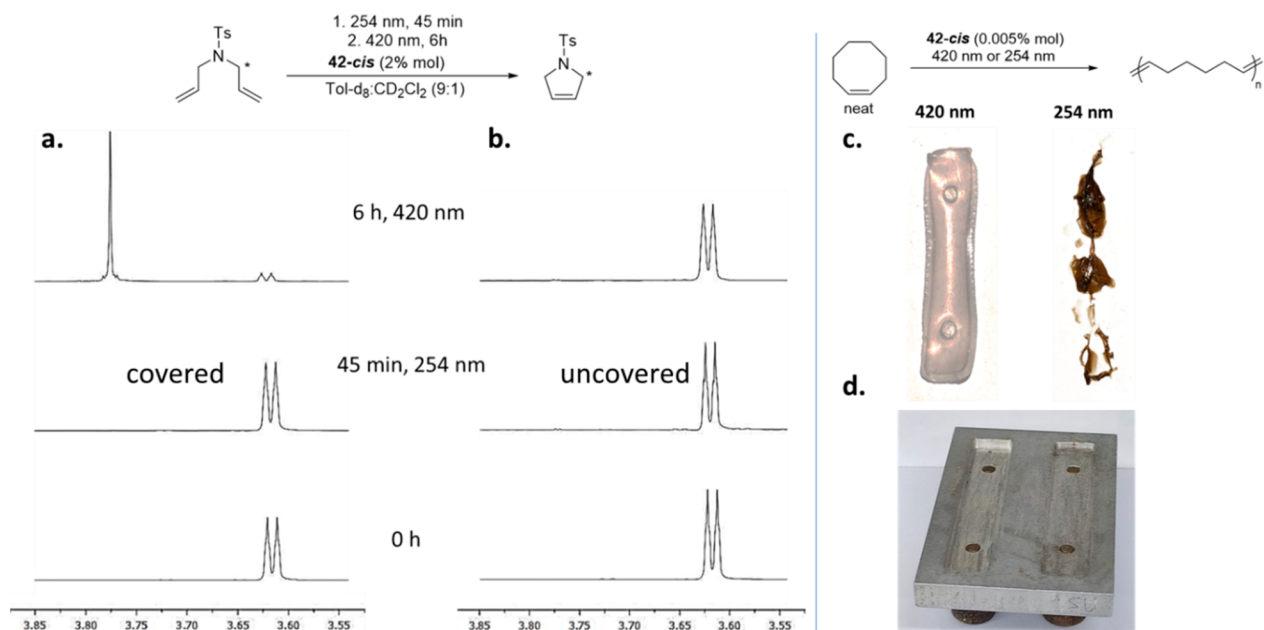 Ts
N
*
1. 254 nm, 45 min
2. 420 nm, 6h
42-cis (2% mol)
Tol-d₈:CD₂Cl₂ (9:1)
Ts
N
*
42-cis (0.005% mol)
420 nm or 254 nm
neat
n
420 nm
254 nm
a.
b.
c.
6 h, 420 nm
covered
45 min, 254 nm
uncovered
d.
0 h
3.85 3.80 3.75 3.70 3.65 3.60 3.55
3.85 3.80 3.75 3.70 3.65 3.60 3.55